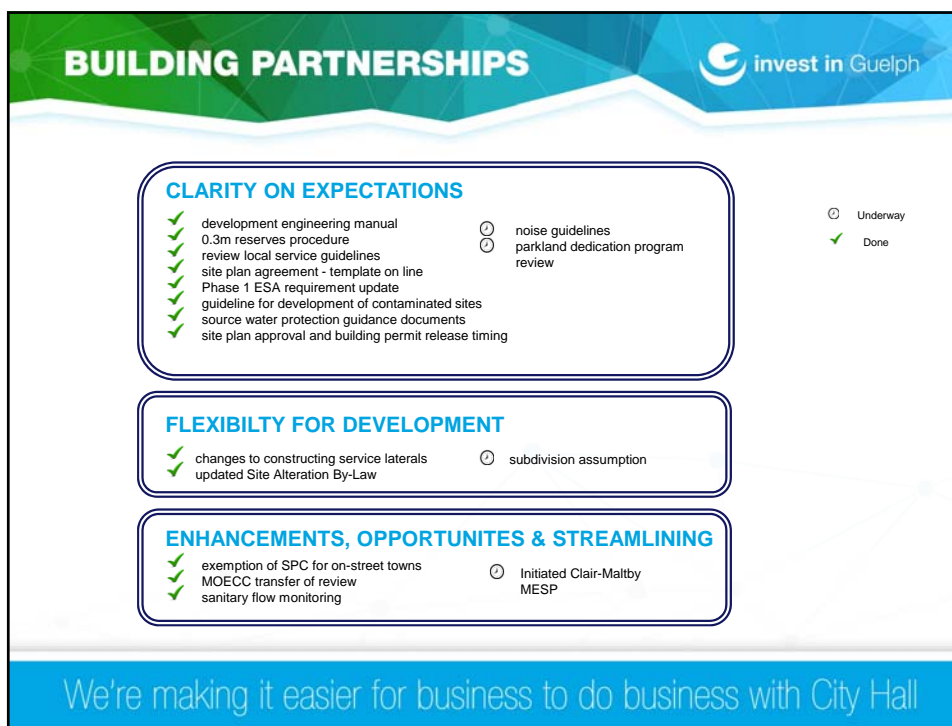 BUILDING PARTNERSHIPS
invest in Guelph
CLARITY ON EXPECTATIONS
development engineering manual
0.3m reserves procedure
review local service guidelines
site plan agreement - template on line
Phase 1 ESA requirement update
guideline for development of contaminated sites
source water protection guidance documents
site plan approval and building permit release timing
noise guidelines
parkland dedication program
review
Underway
Done
FLEXIBILTY FOR DEVELOPMENT
changes to constructing service laterals
updated Site Alteration By-Law
subdivision assumption
ENHANCEMENTS, OPPORTUNITES & STREAMLINING
exemption of SPC for on-street towns
MOECC transfer of review
sanitary flow monitoring
Initiated Clair-Maltby
MESP
We're making it easier for business to do business with City Hall